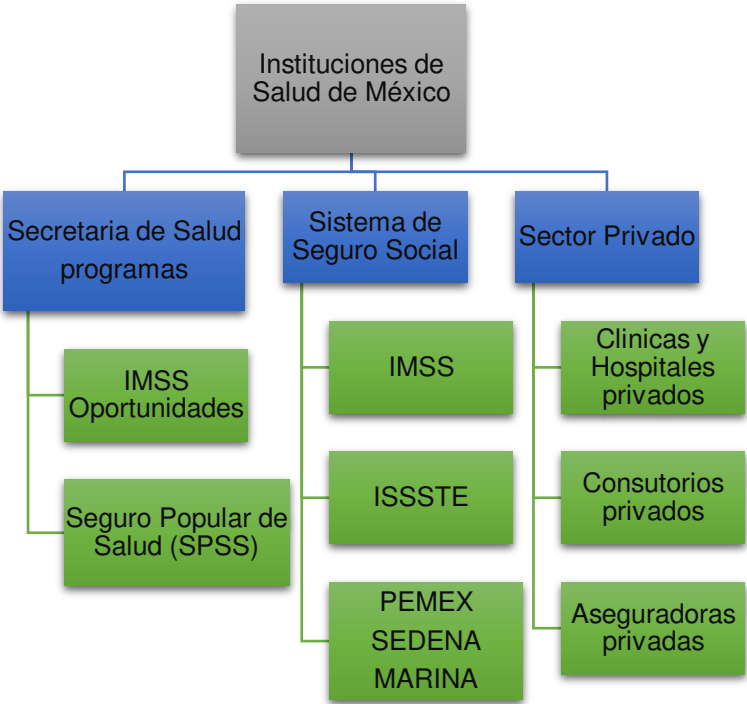 Instituciones de
Salud de México
Secretaria de Salud
programas
Sistema de
Seguro Social
Sector Privado
IMSS
Oportunidades
Seguro Popular de
Salud (SPSS)
IMSS
ISSSTE
PEMEX
SEDENA
MARINA
Clinicas y
Hospitales
privados
Consutorios
privados
Aseguradoras
privadas